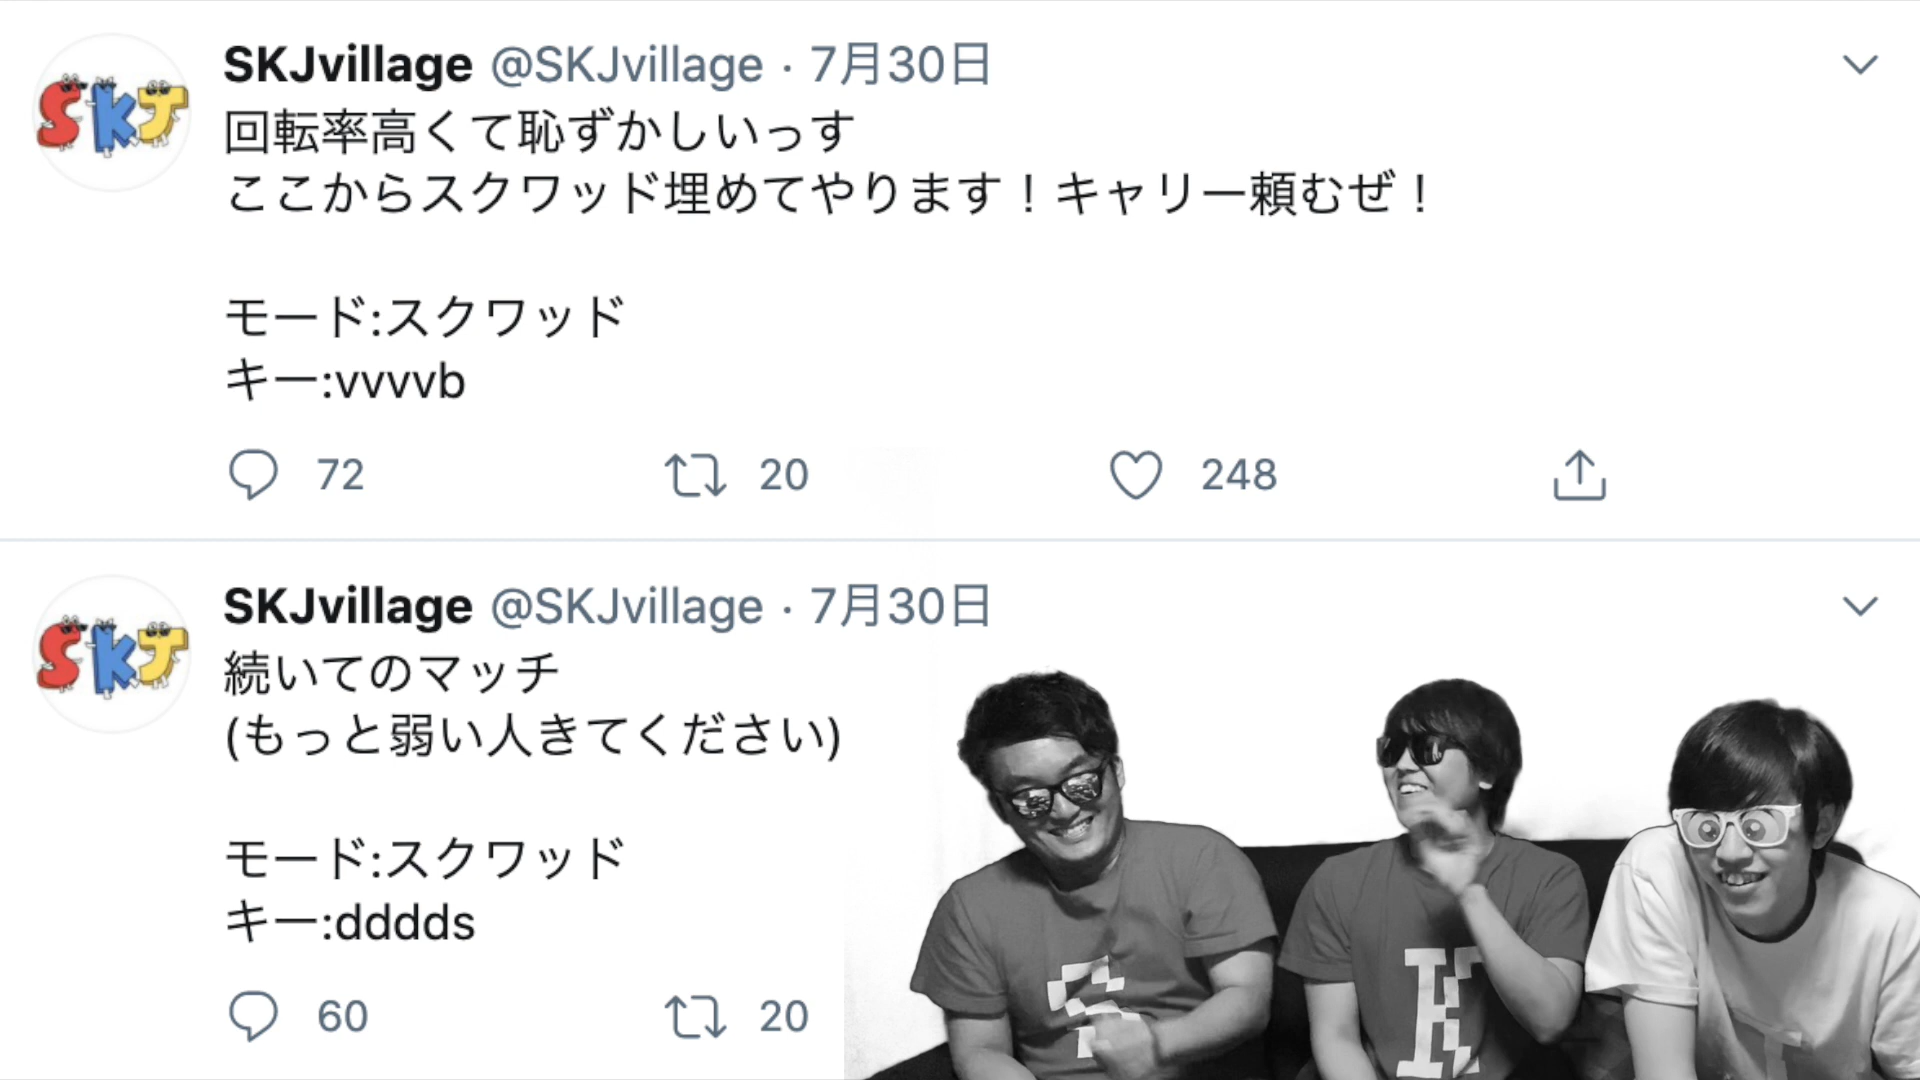 SKJ
SKJvillage @SKJvillage · 7月30日
回転率高くて恥ずかしいっす
ここからスクワッド埋めてやります！キャリー頼むぜ！
モード:スクワッド
キー:vvvvb
72 20 248
SKJ
SKJvillage @SKJvillage · 7月30日
続いてのマッチ
(もっと弱い人きてください)
モード:スクワッド
キー:dddds
60 20
S K J